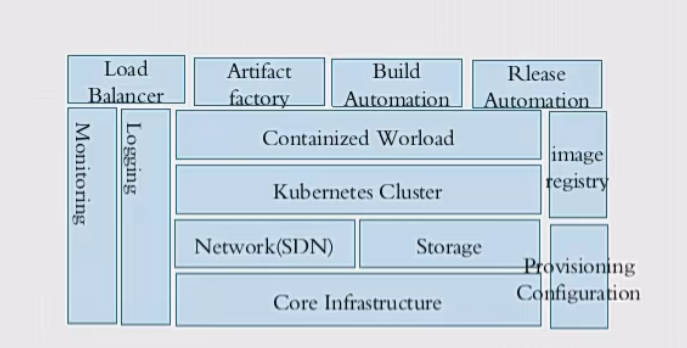 Load
Balancer
Artifact
factory
Build
Automation
Rlease
Automation
Monitoring
Logging
Containized Worload
image
registry
Kubernetes Cluster
Network(SDN)
Storage
Provisioning
Configuration
Core Infrastructure